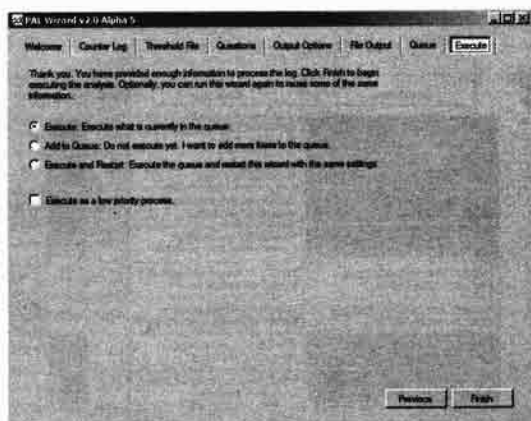 PAL Wizard v2.0 Alpha 5
Welcome Counter Log Threshold File Questions Output Options File Output Queue Execute
Thank you. You have provided enough information to process the log. Click Finish to begin
executing the analysis. Optionally, you can run this wizard again to reuse some of the same
information.
Execute: Execute what is currently in the queue.
Add to Queue: Do not execute yet. I want to add more items to the queue.
Execute and Restart: Execute the queue and restart this wizard with the same settings.
Execute as a low priority process.
Previous Finish